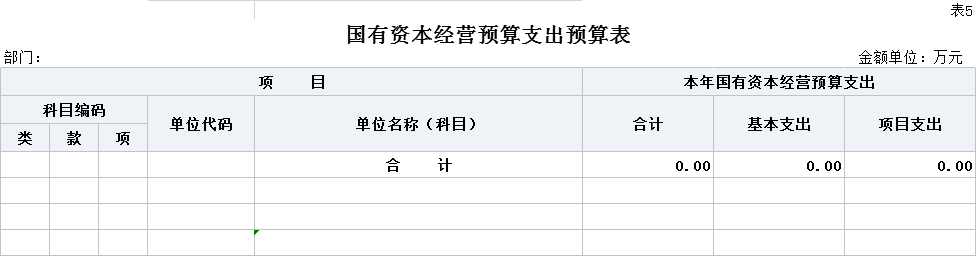 表5
国有资本经营预算支出预算表
部门：
金额单位：万元
项 目
本年国有资本经营预算支出
科目编码
单位代码
单位名称（科目）
合计
基本支出
项目支出
类 款 项
合 计 0.00 0.00 0.00